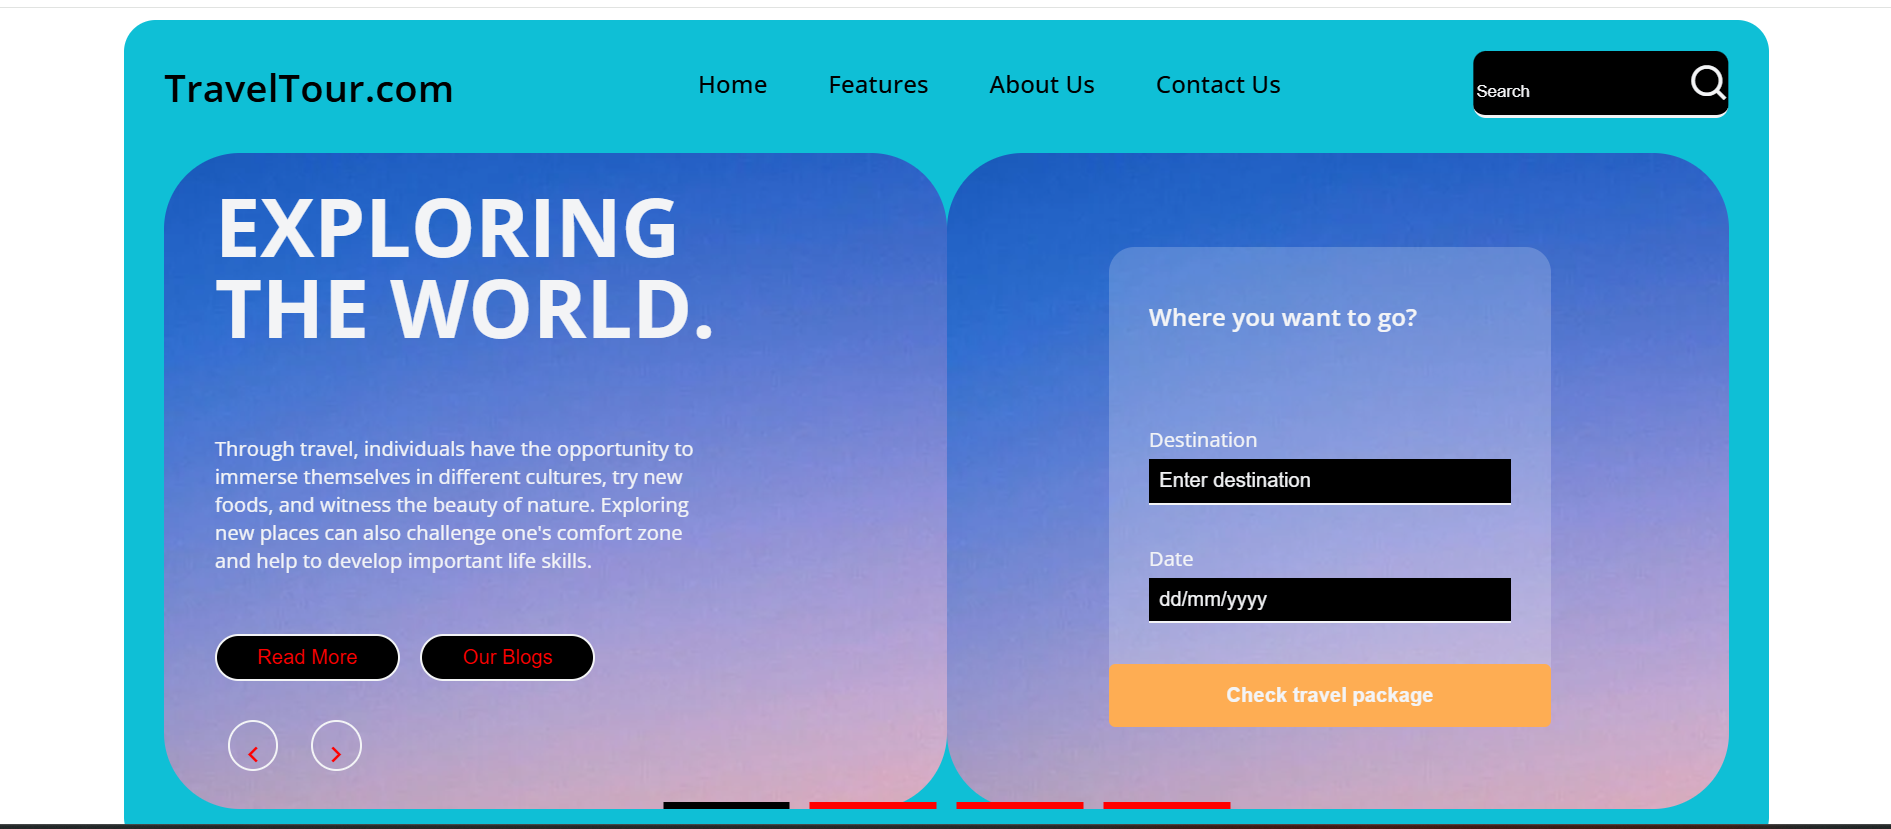 TravelTour.com
Home
Features
About Us
Contact Us
Search
EXPLORING
THE WORLD.
Through travel, individuals have the opportunity to
immerse themselves in different cultures, try new
foods, and witness the beauty of nature. Exploring
new places can also challenge one's comfort zone
and help to develop important life skills.
Read More
Our Blogs
Where you want to go?
Destination
Enter destination
Date
dd/mm/yyyy
Check travel package